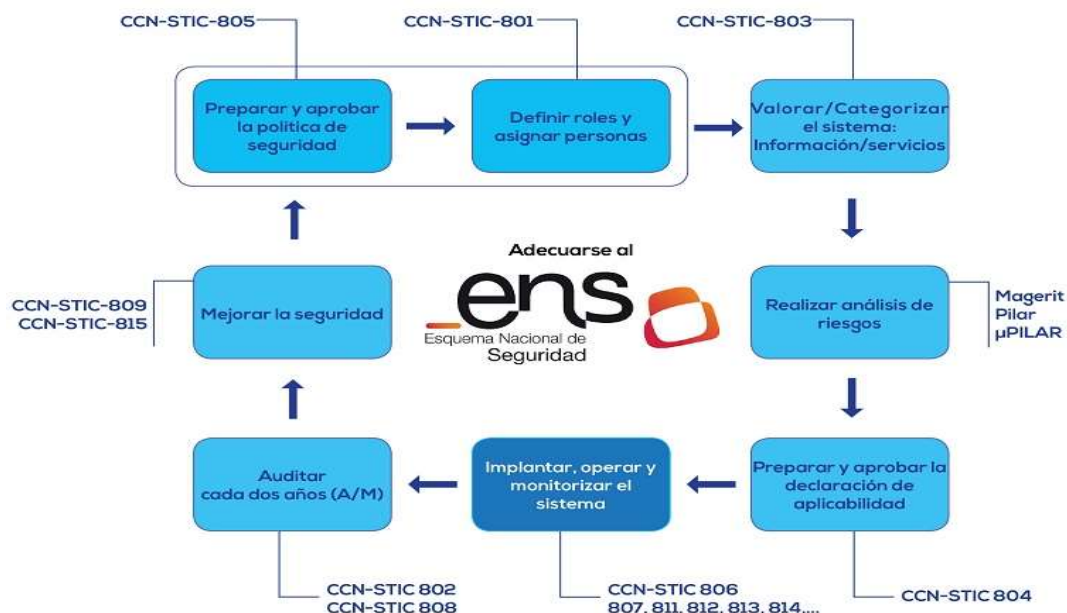 CCN-STIC-805
CCN-STIC-801
CCN-STIC-803
Preparar y aprobar
la política de
seguridad
Definir roles y
asignar personas
Valorar/Categorizar
el sistema:
Información/servicios
Adecuarse al
ens
Esquema Nacional de
Seguridad
CCN-STIC-809
CCN-STIC-815
Mejorar la seguridad
Realizar análisis de
riesgos
Magerit
Pilar
µPILAR
Auditar
cada dos años (A/M)
Implantar, operar y
monitorizar el
sistema
Preparar y aprobar la
declaración de
aplicabilidad
CCN-STIC 802
CCN-STIC 808
CCN-STIC 806
807, 811, 812, 813, 814....
CCN-STIC 804